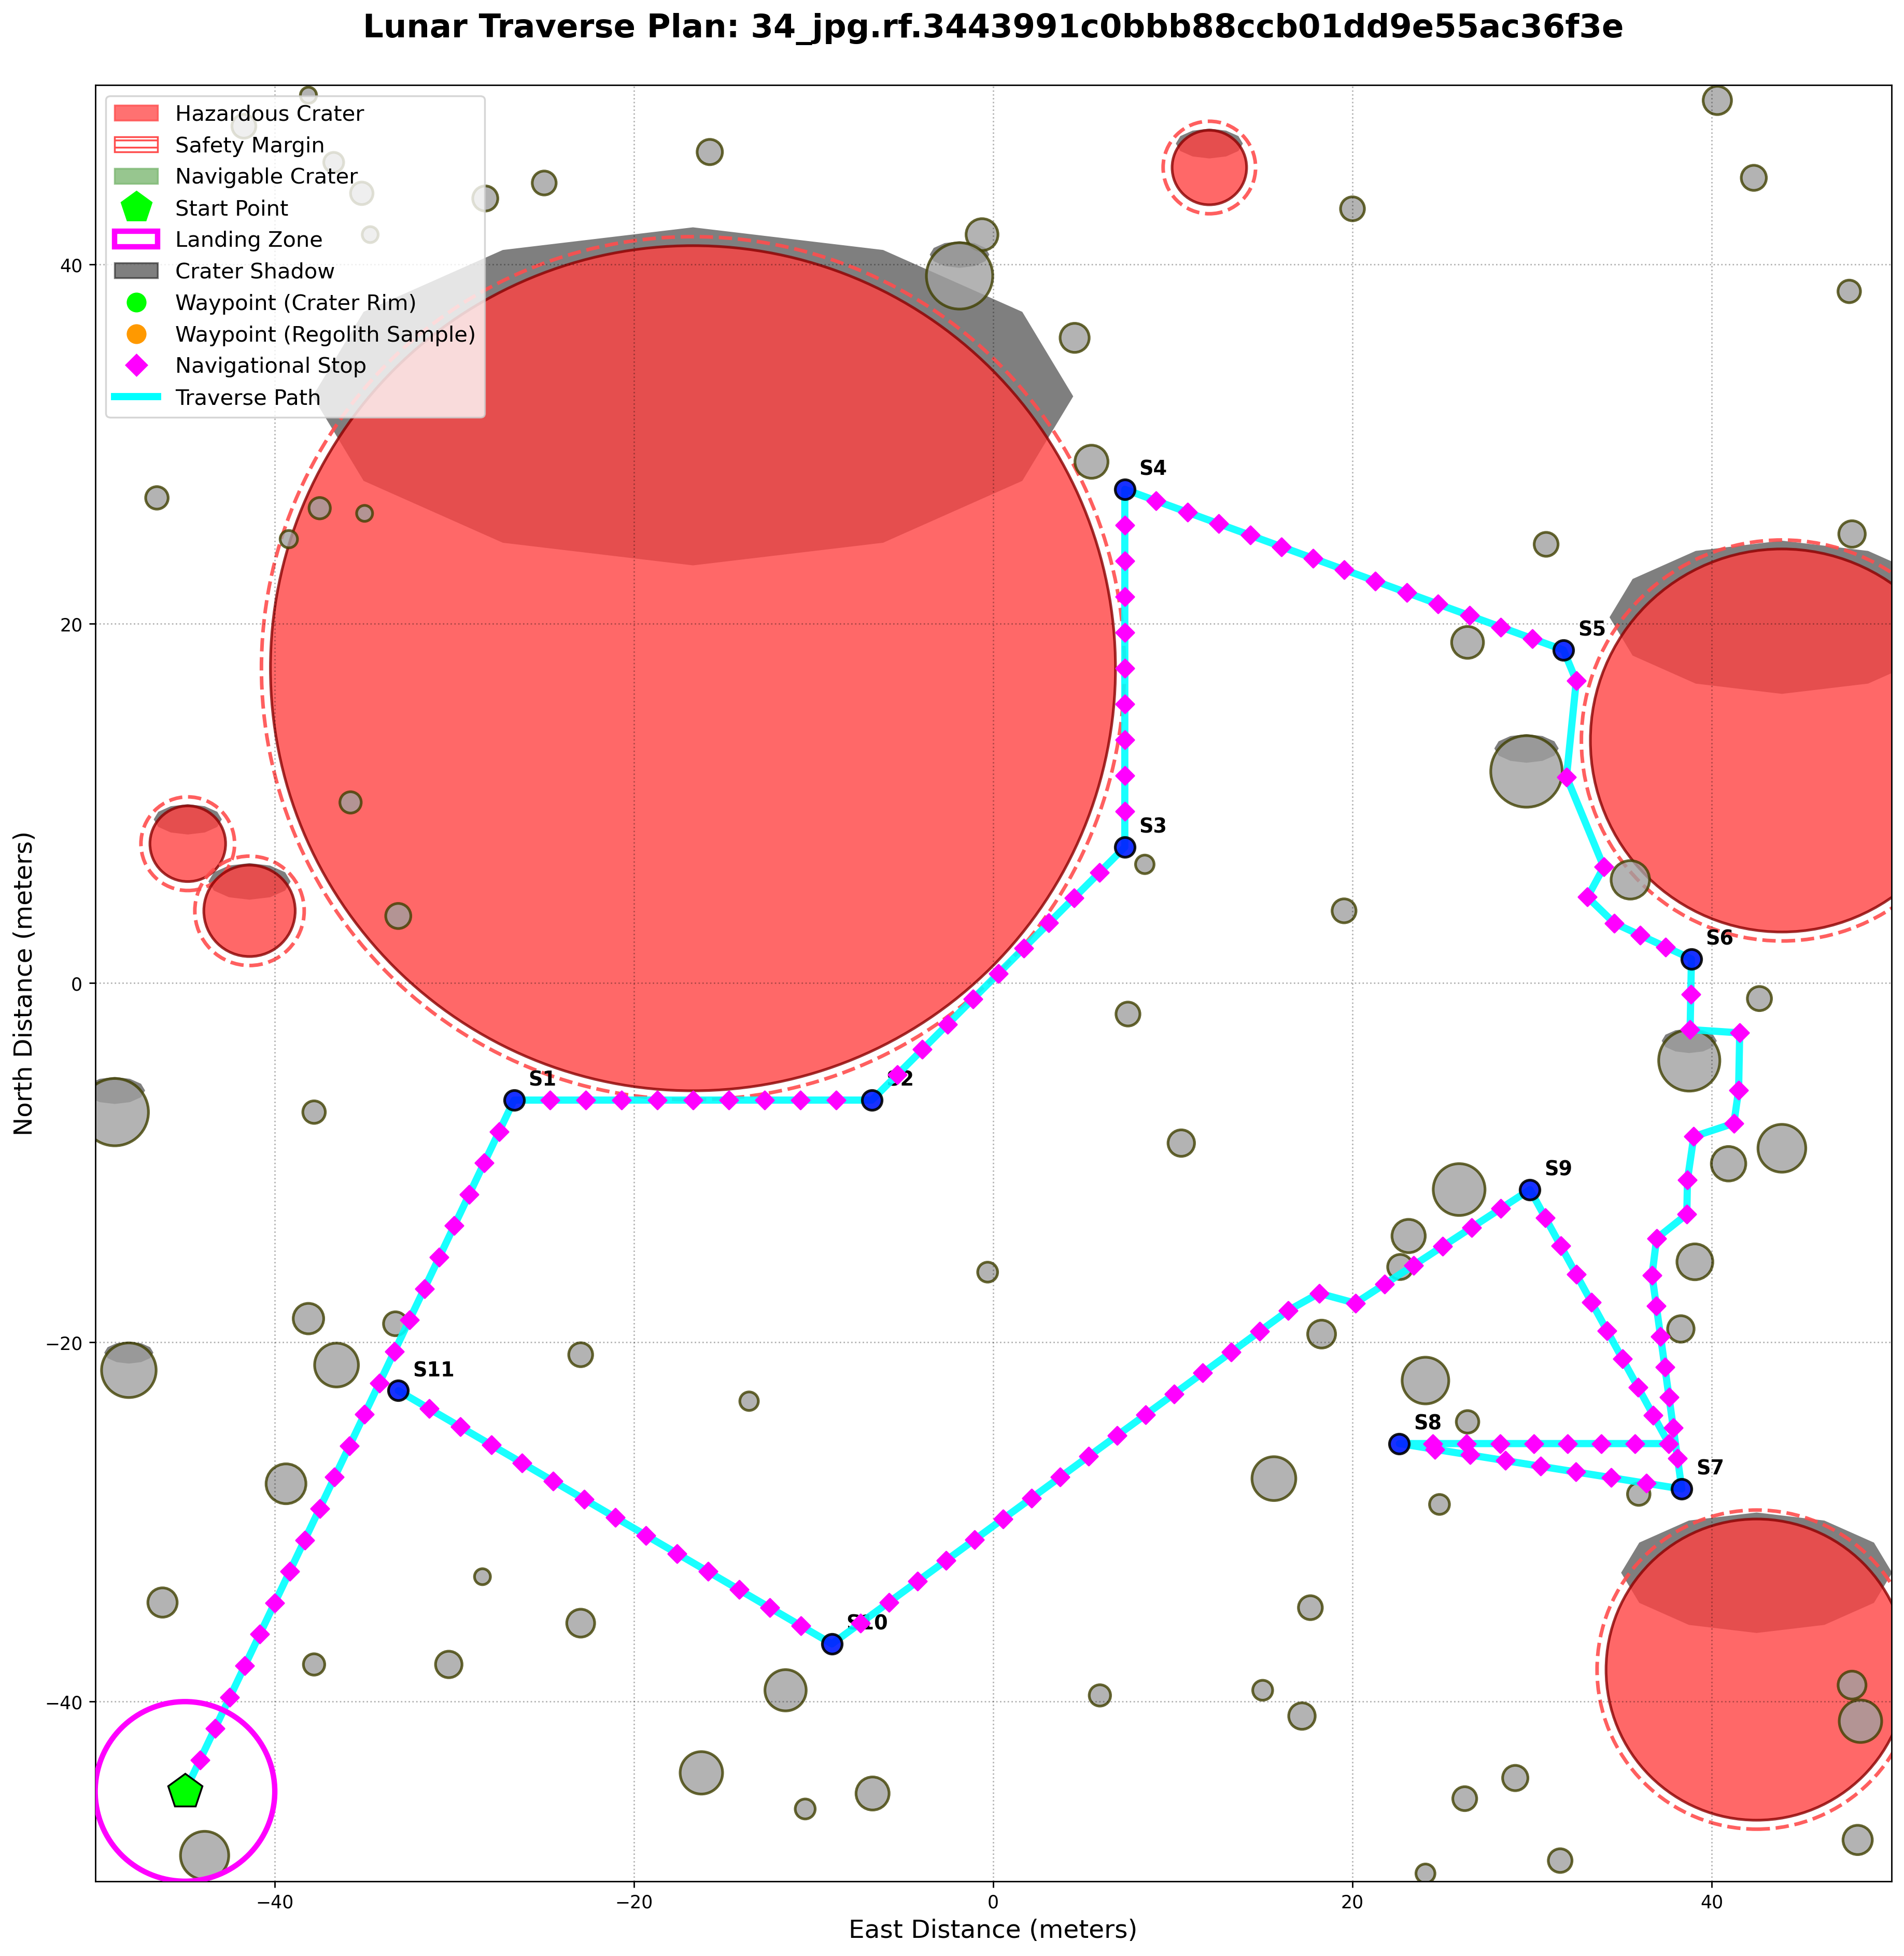 Lunar Traverse Plan: 34_jpg.rf.3443991c0bbb88ccb01dd9e55ac36f3e
Hazardous Crater
Safety Margin
Navigable Crater
Start Point
Landing Zone
Crater Shadow
Waypoint (Crater Rim)
Waypoint (Regolith Sample)
Navigational Stop
Traverse Path
S4
S5
S3
S6
S1
S2
S9
S11
S8
S7
S10
40
20
0
−20
−40
North Distance (meters)
−40
−20
0
20
40
East Distance (meters)